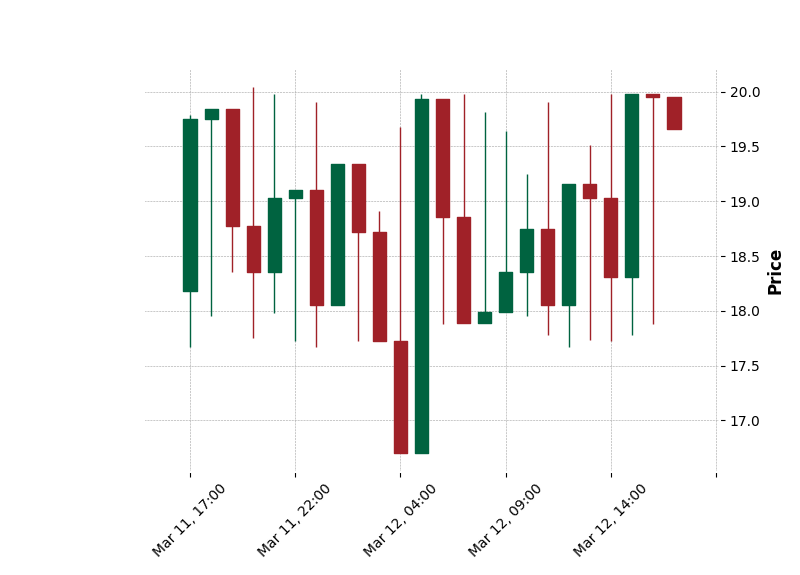 20.0
19.5
19.0
18.5
18.0
17.5
17.0
Price
Mar 11, 17:00
Mar 11, 22:00
Mar 12, 04:00
Mar 12, 09:00
Mar 12, 14:00